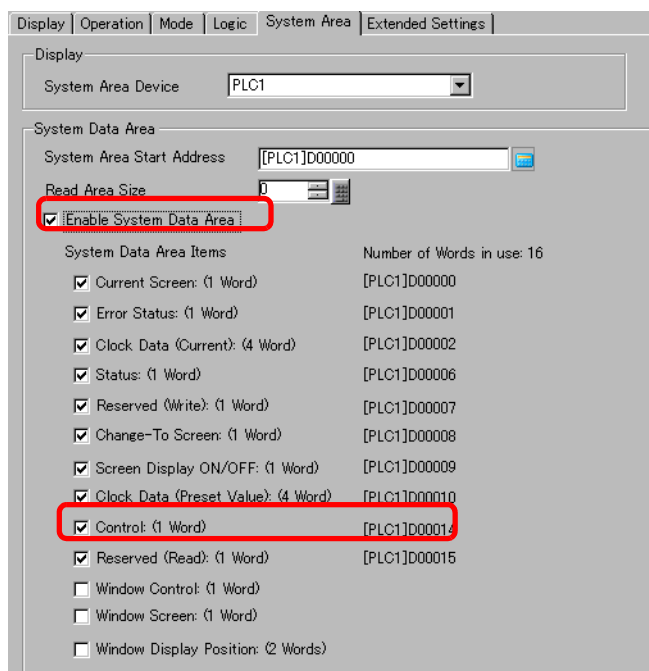 Display Operation Mode Logic System Area Extended Settings
Display
System Area Device PLC1
System Data Area
System Area Start Address [PLC1]D00000
Read Area Size 0
Enable System Data Area
System Data Area Items Number of Words in use: 16
Current Screen: (1 Word) [PLC1]D00000
Error Status: (1 Word) [PLC1]D00001
Clock Data (Current): (4 Word) [PLC1]D00002
Status: (1 Word) [PLC1]D00006
Reserved (Write): (1 Word) [PLC1]D00007
Change-To Screen: (1 Word) [PLC1]D00008
Screen Display ON/OFF: (1 Word) [PLC1]D00009
Clock Data (Preset Value): (4 Word) [PLC1]D00010
Control: (1 Word) [PLC1]D00014
Reserved (Read): (1 Word) [PLC1]D00015
Window Control: (1 Word)
Window Screen: (1 Word)
Window Display Position: (2 Words)